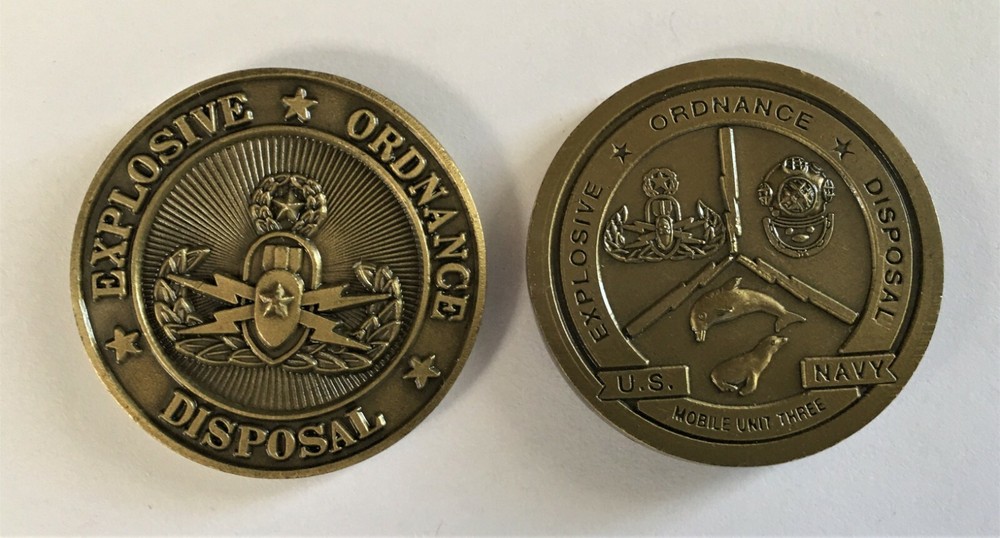 EXPLOSIVE ORDNANCE
DISPOSAL
EXPLOSIVE ORDNANCE DISPOSAL
U.S. NAVY
MOBILE UNIT THREE